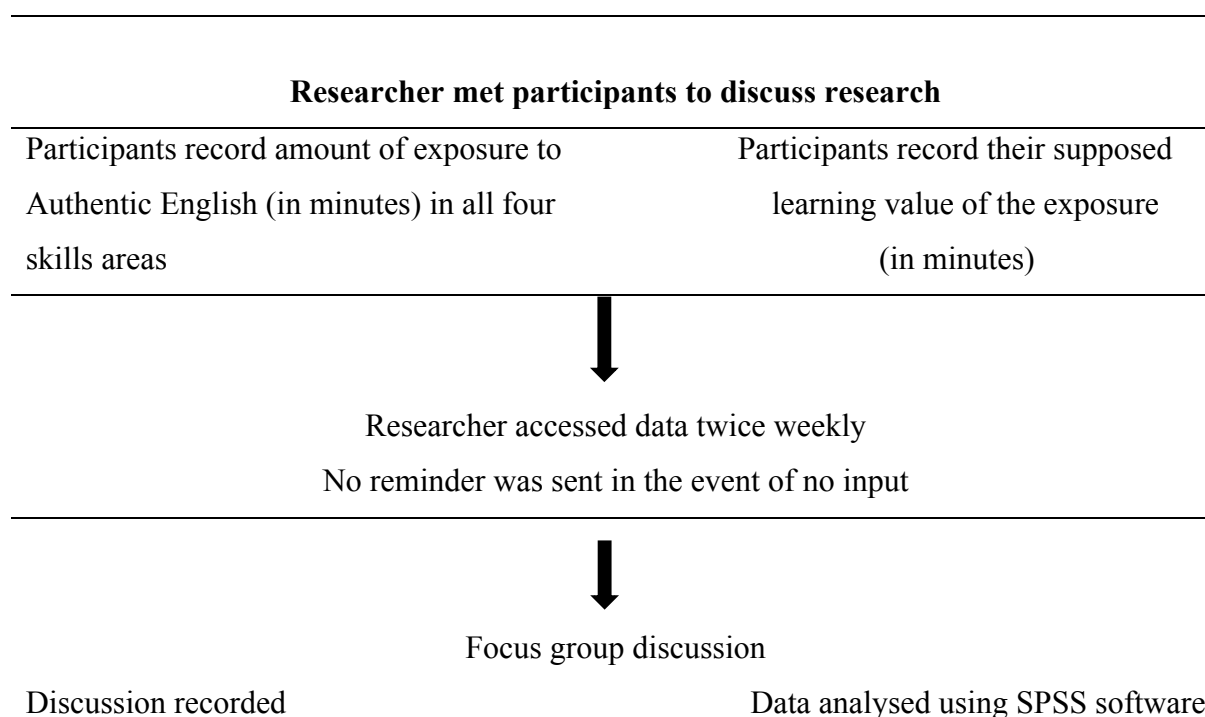 Researcher met participants to discuss research
Participants record amount of exposure to
Authentic English (in minutes) in all four
skills areas
Participants record their supposed
learning value of the exposure
(in minutes)
Researcher accessed data twice weekly
No reminder was sent in the event of no input
Focus group discussion
Discussion recorded
Data analysed using SPSS software